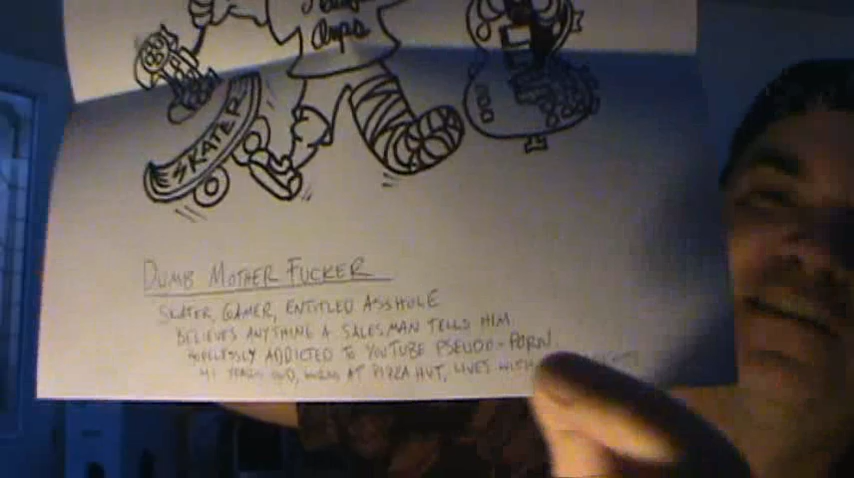 Amps
SKATER
DUMB MOTHER FUCKER
SKATER, GAMER, ENTITLED ASSHOLE
BELIEVES ANYTHING A SALESMAN TELLS HIM
HOPELESSLY ADDICTED TO YOUTUBE PSEUDO-PORN,
41 YEARS OLD, WORKS AT PIZZA HUT, LIVES WITH